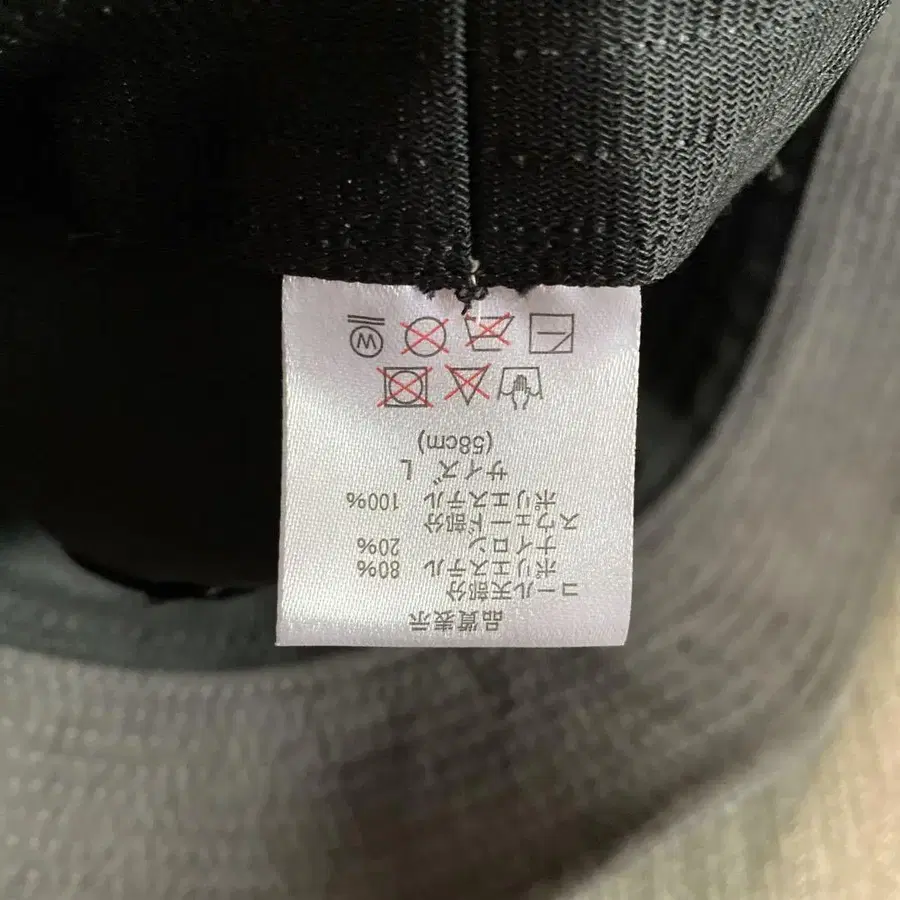 品質表示
コール天部分
ポリエステル 80%
ナイロン 20%
スウェード部分
ポリエステル 100%
サイズ L
(58cm)
W